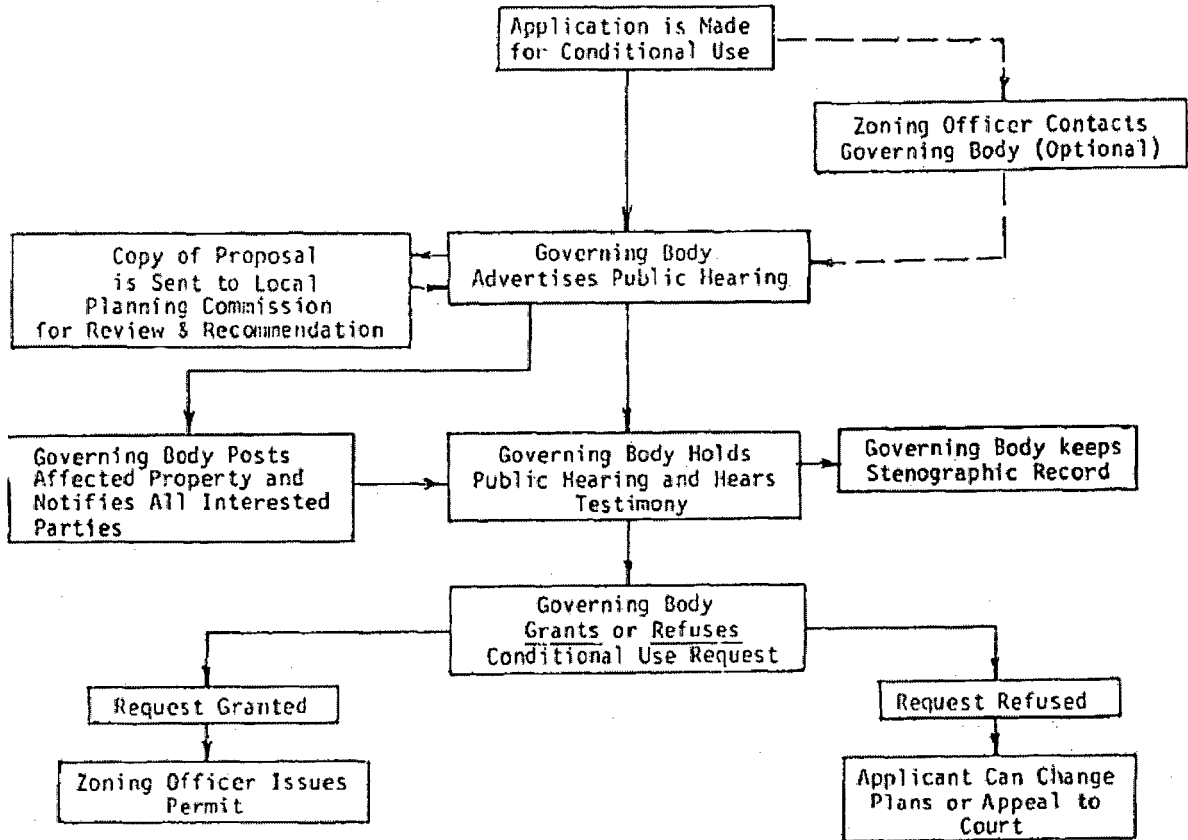 Application is Made
for Conditional Use
Zoning Officer Contacts
Governing Body (Optional)
Copy of Proposal
is Sent to Local
Planning Commission
for Review & Recommendation
Governing Body
Advertises Public Hearing
Governing Body Posts
Affected Property and
Notifies All Interested
Parties
Governing Body Holds
Public Hearing and Hears
Testimony
Governing Body keeps
Stenographic Record
Governing Body
Grants or Refuses
Conditional Use Request
Request Granted
Request Refused
Zoning Officer Issues
Permit
Applicant Can Change
Plans or Appeal to
Court